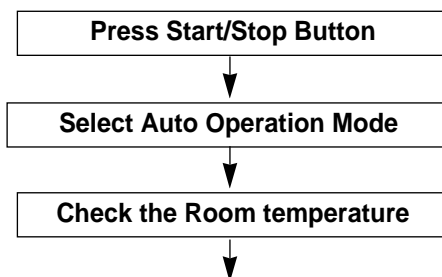 Press Start/Stop Button
Select Auto Operation Mode
Check the Room temperature